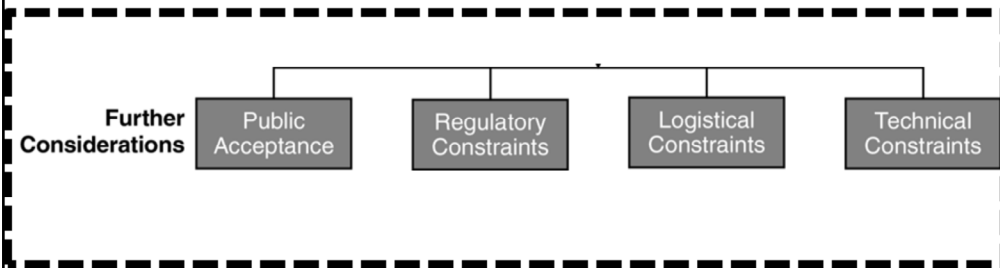 Further
Considerations
Public
Acceptance
Regulatory
Constraints
Logistical
Constraints
Technical
Constraints